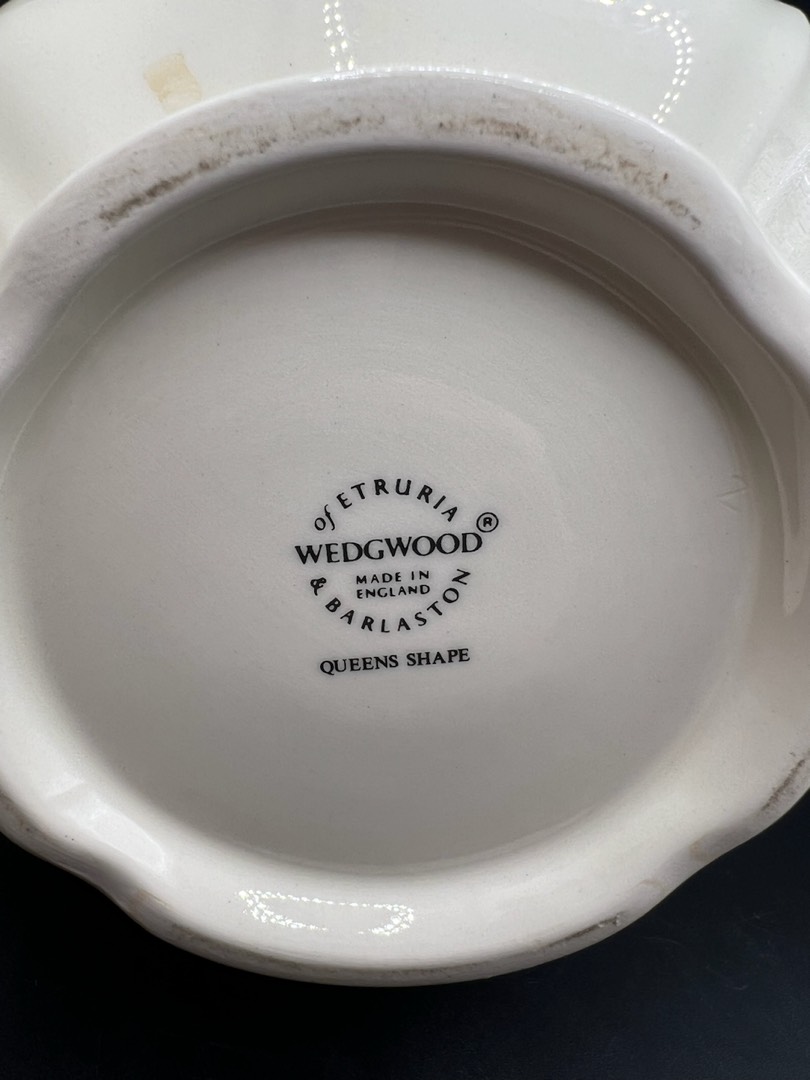 of ETRURIA
WEDGWOOD®
MADE IN
ENGLAND
& BARLASTON
QUEENS SHAPE